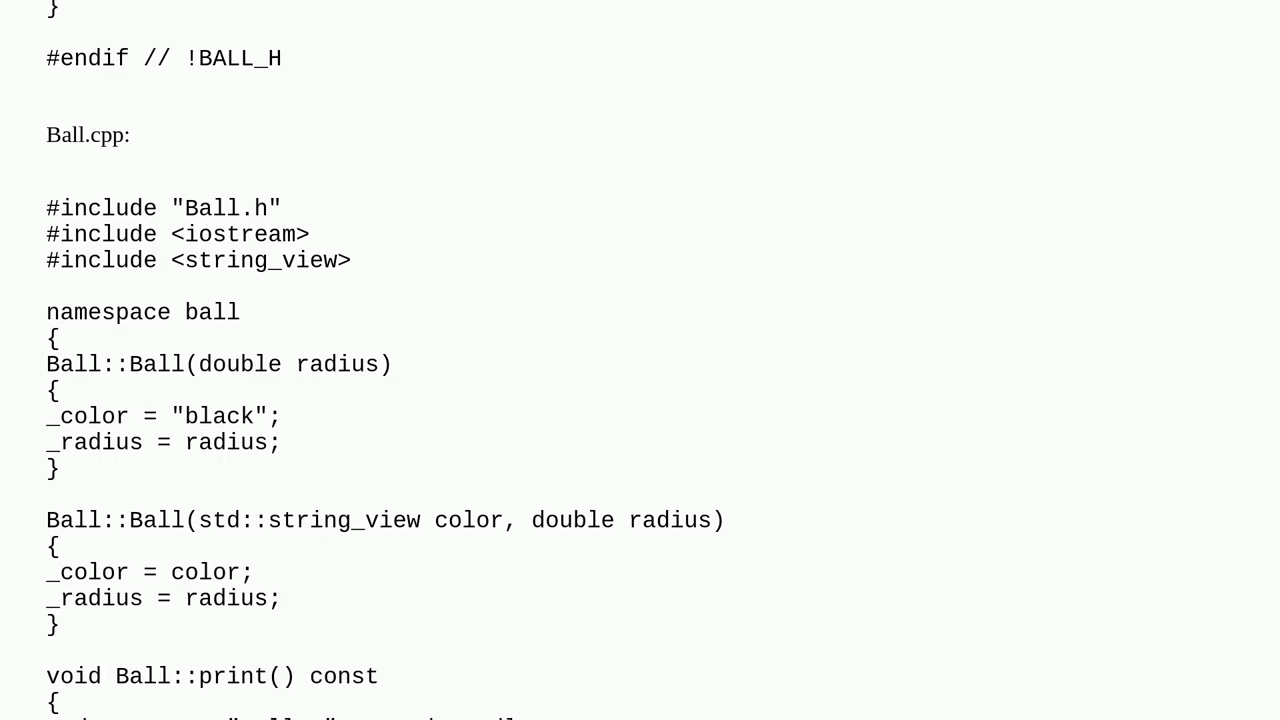 }
#endif // !BALL_H
Ball.cpp:
#include "Ball.h"
#include <iostream>
#include <string_view>
namespace ball
{
Ball::Ball(double radius)
{
_color = "black";
_radius = radius;
}
Ball::Ball(std::string_view color, double radius)
{
_color = color;
_radius = radius;
}
void Ball::print() const
{